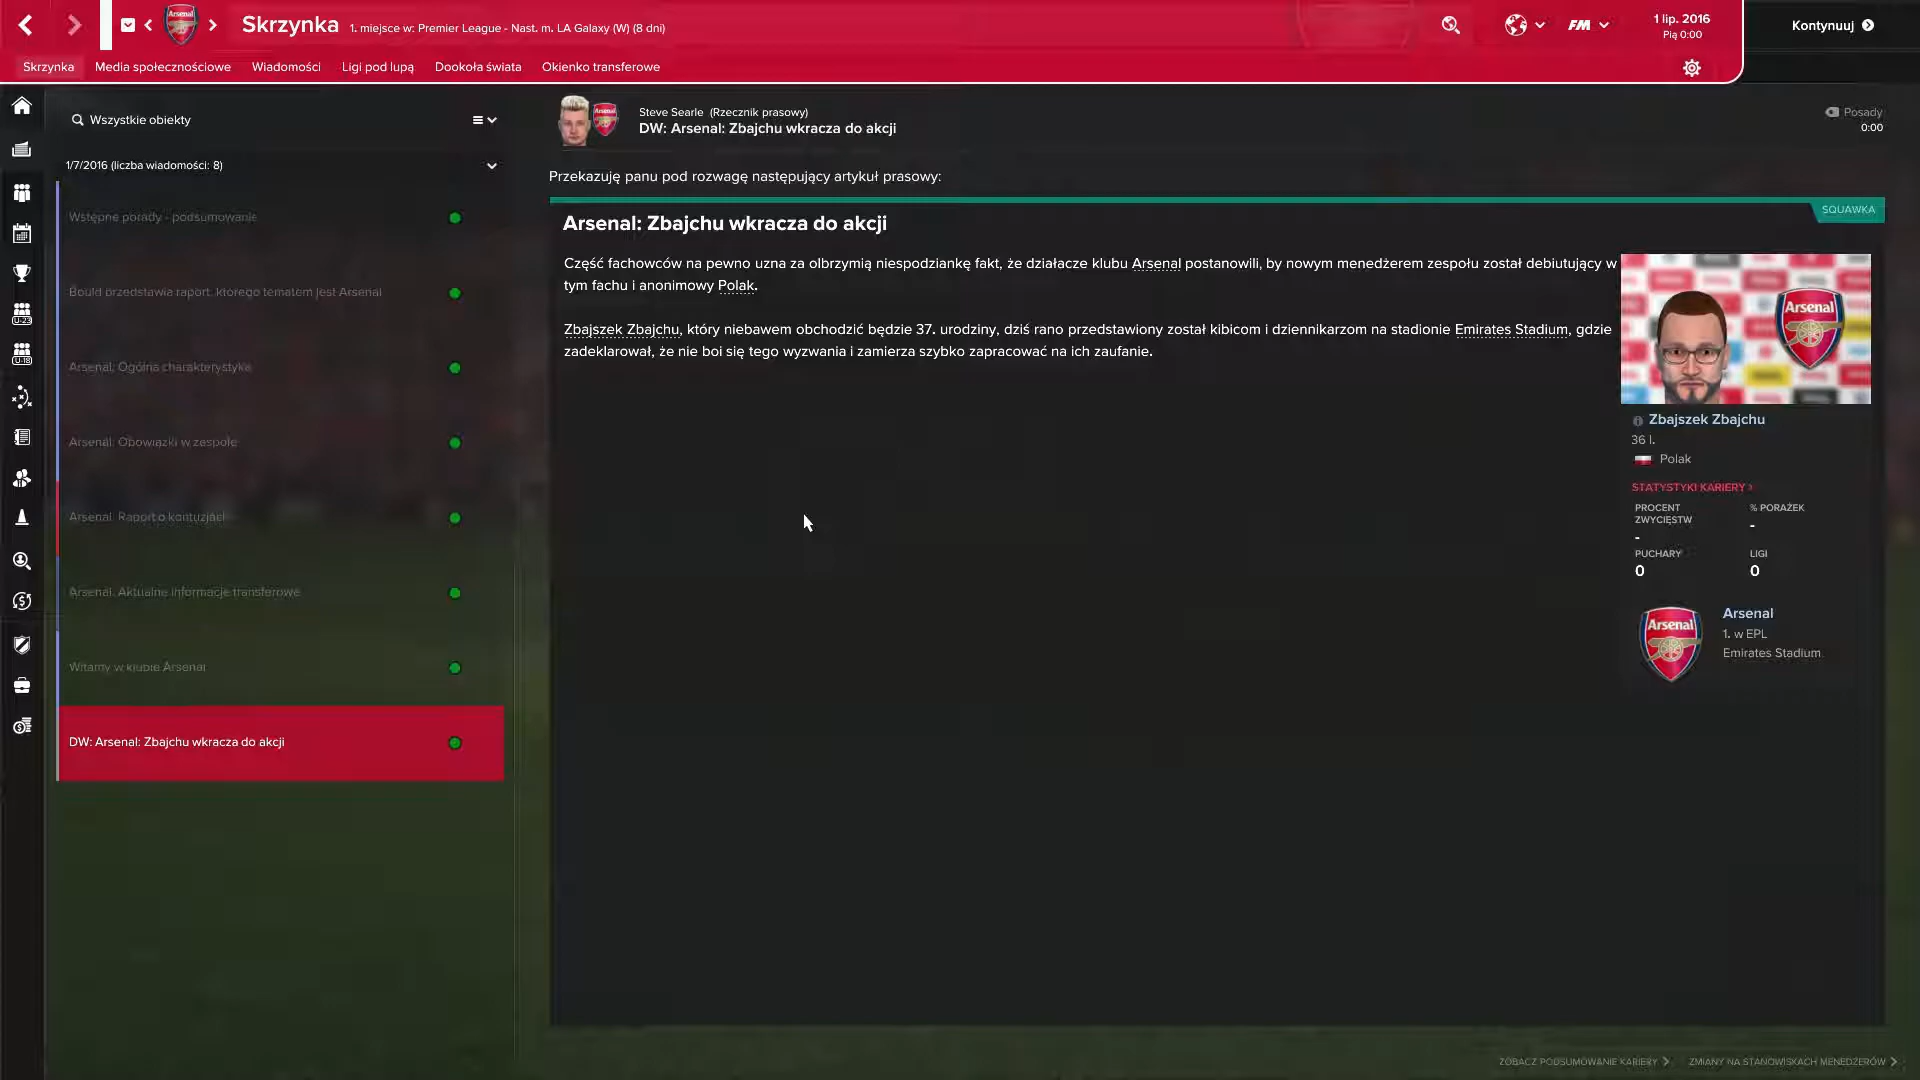 Skrzynka 1. miejsce w: Premier League - Nast. m. LA Galaxy (W) (8 dni)
FM
1 lip. 2016
Pią 0:00
Kontynuuj
Skrzynka Media społecznościowe Wiadomości Ligi pod lupą Dookoła świata Okienko transferowe
Wszystkie obiekty
1/7/2016 (liczba wiadomości: 8)
Wstępne porady - podsumowanie
Bould przedstawia raport, którego tematem jest Arsenal
Arsenal: Ogólna charakterystyka
Arsenal: Obowiązki w zespole
Arsenal: Raport o kontuzjach
Arsenal: Aktualne informacje transferowe
Witamy w klubie Arsenal
DW: Arsenal: Zbajchu wkracza do akcji
U-23
U-18
Steve Searle (Rzecznik prasowy)
DW: Arsenal: Zbajchu wkracza do akcji
Posady
0:00
Przekazuję panu pod rozwagę następujący artykuł prasowy:
SQUAWKA
Arsenal: Zbajchu wkracza do akcji
Część fachowców na pewno uzna za olbrzymią niespodziankę fakt, że działacze klubu Arsenal postanowili, by nowym menedżerem zespołu został debiutujący w
tym fachu i anonimowy Polak.
Zbajszek Zbajchu, który niebawem obchodzić będzie 37. urodziny, dziś rano przedstawiony został kibicom i dziennikarzom na stadionie Emirates Stadium, gdzie
zadeklarował, że nie boi się tego wyzwania i zamierza szybko zapracować na ich zaufanie.
Arsenal
Zbajszek Zbajchu
36 l.
Polak
STATYSTYKI KARIERY >
PROCENT
ZWYCIĘSTW
-
% PORAŻEK
-
PUCHARY
0
LIGI
0
Arsenal
Arsenal
1. w EPL
Emirates Stadium
ZOBACZ PODSUMOWANIE KARIERY
ZMIANY NA STANOWISKACH MENEDŻERÓW